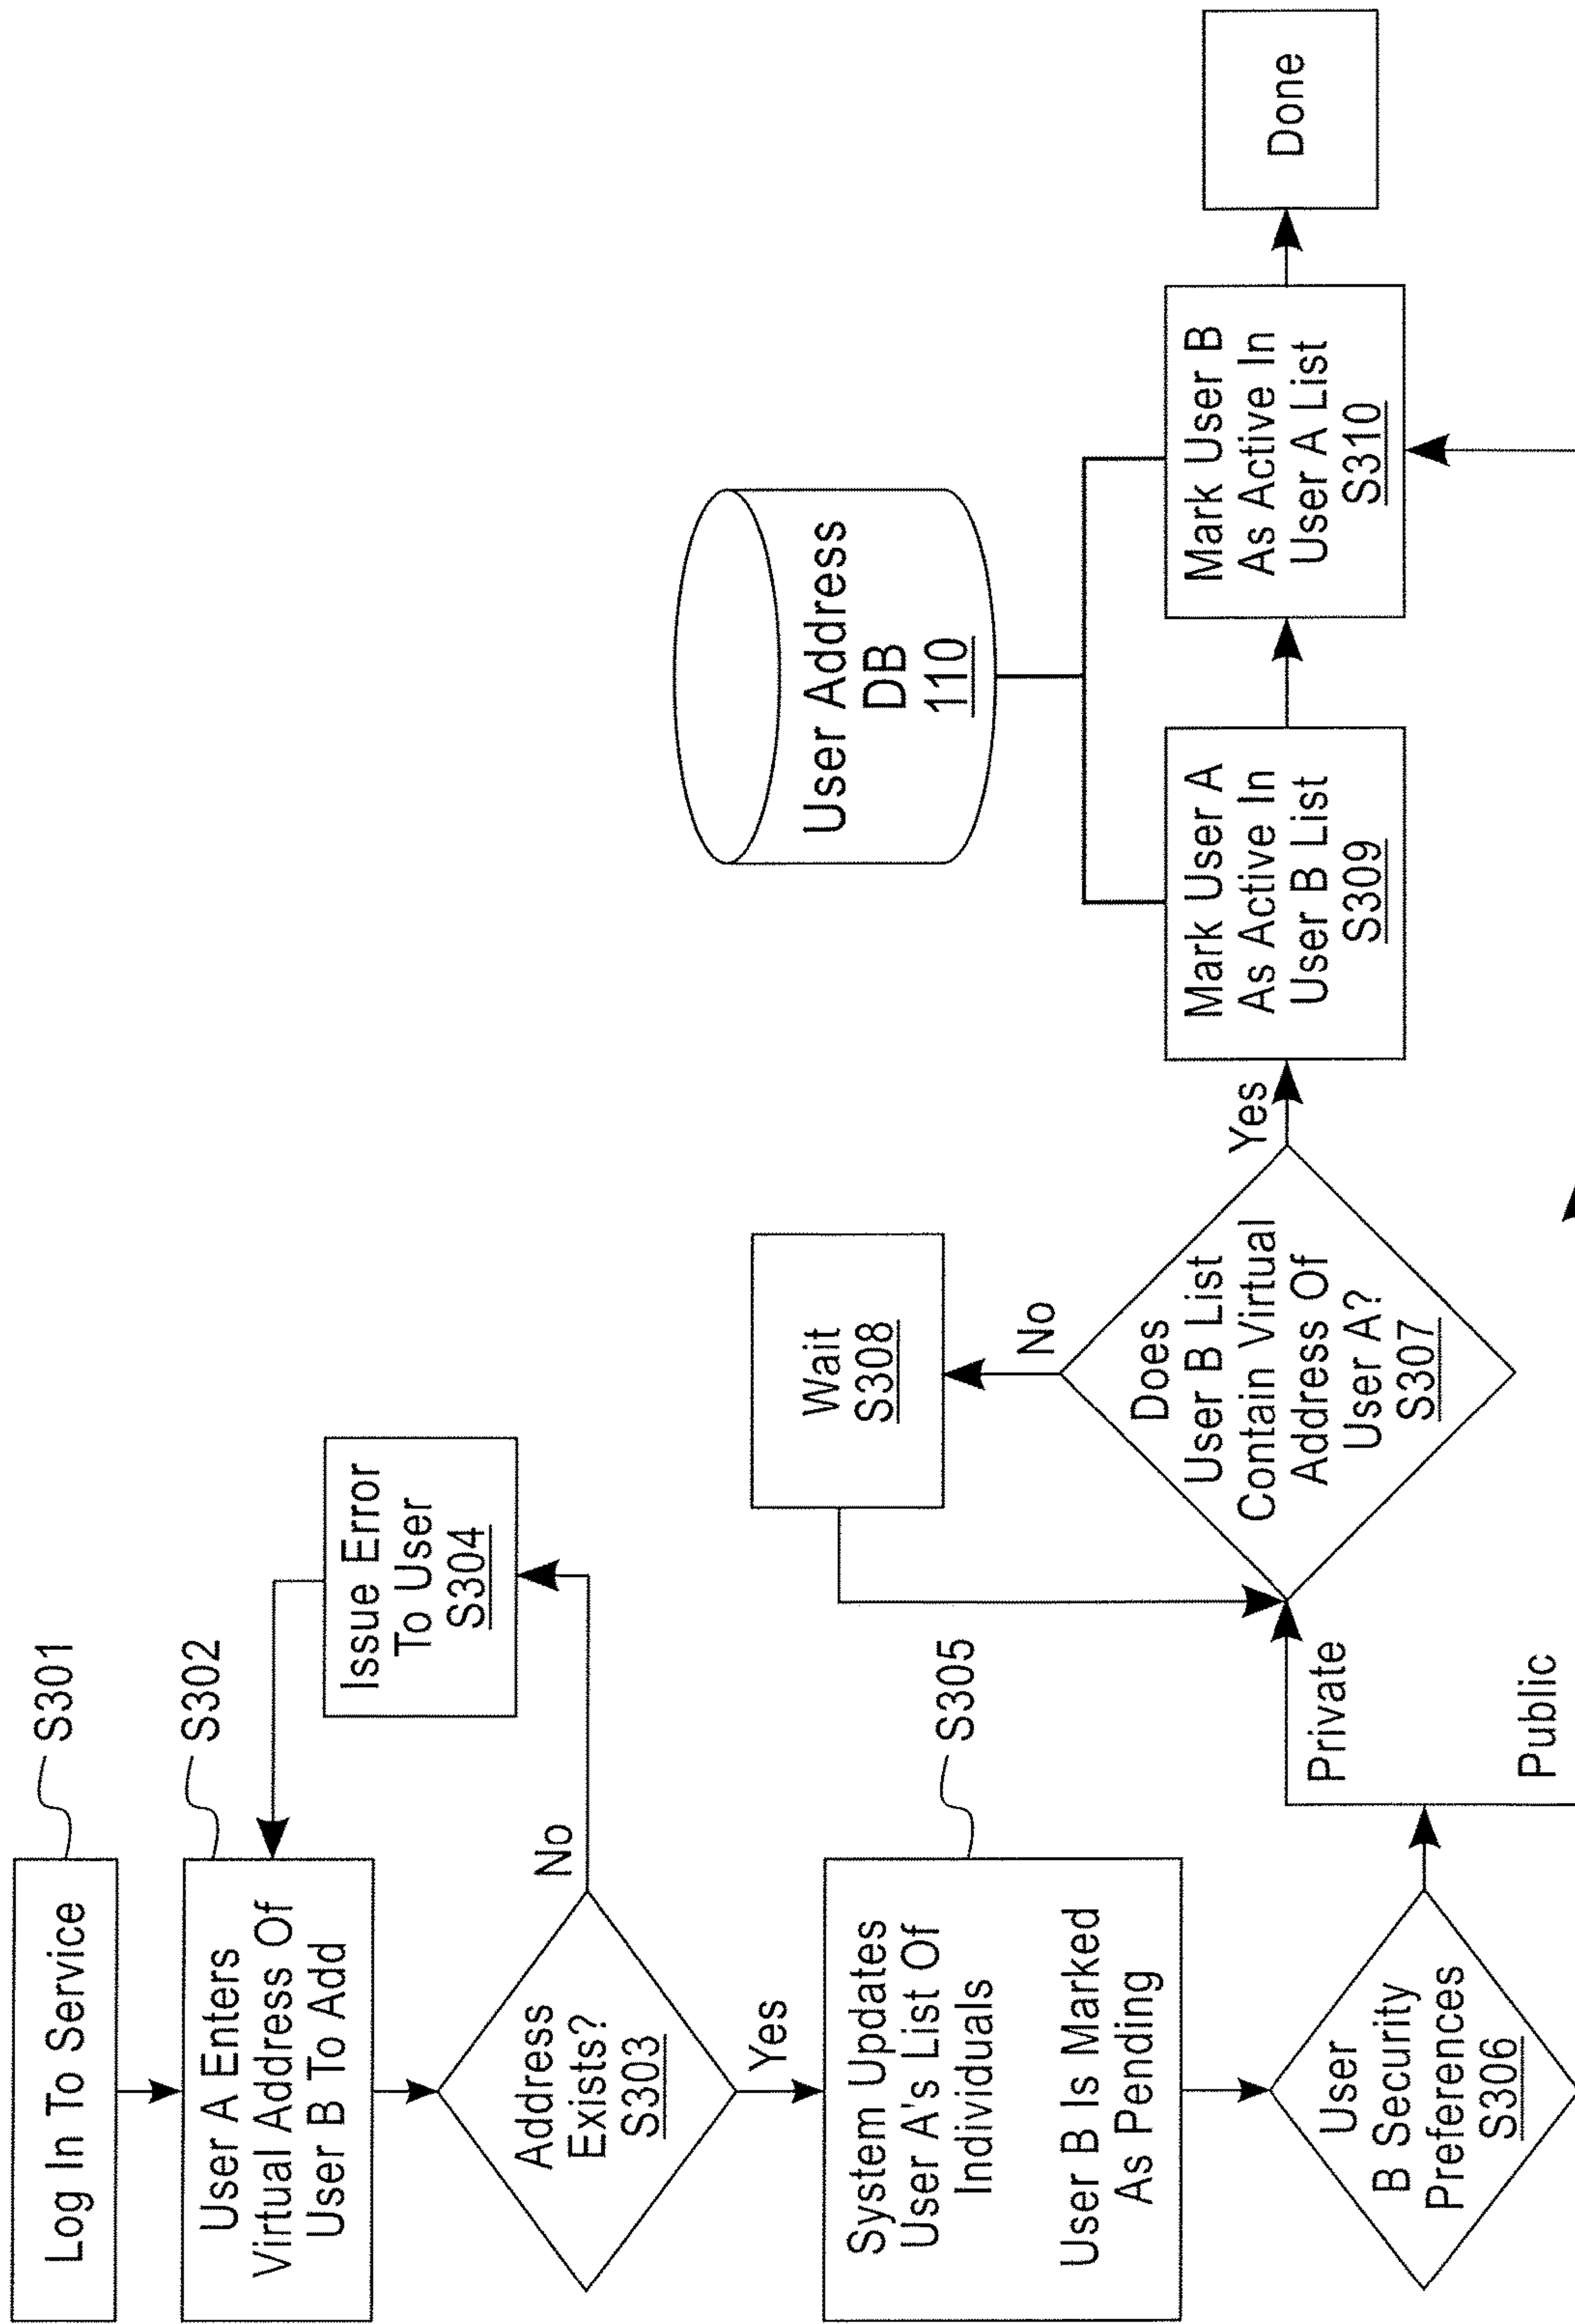 Log In To Service
S301
User A Enters
Virtual Address Of
User B To Add
S302
Address
Exists?
S303
No
Issue Error
To User
S304
Yes
System Updates
User A's List Of
Individuals
User B Is Marked
As Pending
S305
User
B Security
Preferences
S306
Private
Public
Does
User B List
Contain Virtual
Address Of
User A?
S307
No
Wait
S308
Yes
Mark User A
As Active In
User B List
S309
User Address
DB
110
Mark User B
As Active In
User A List
S310
Done